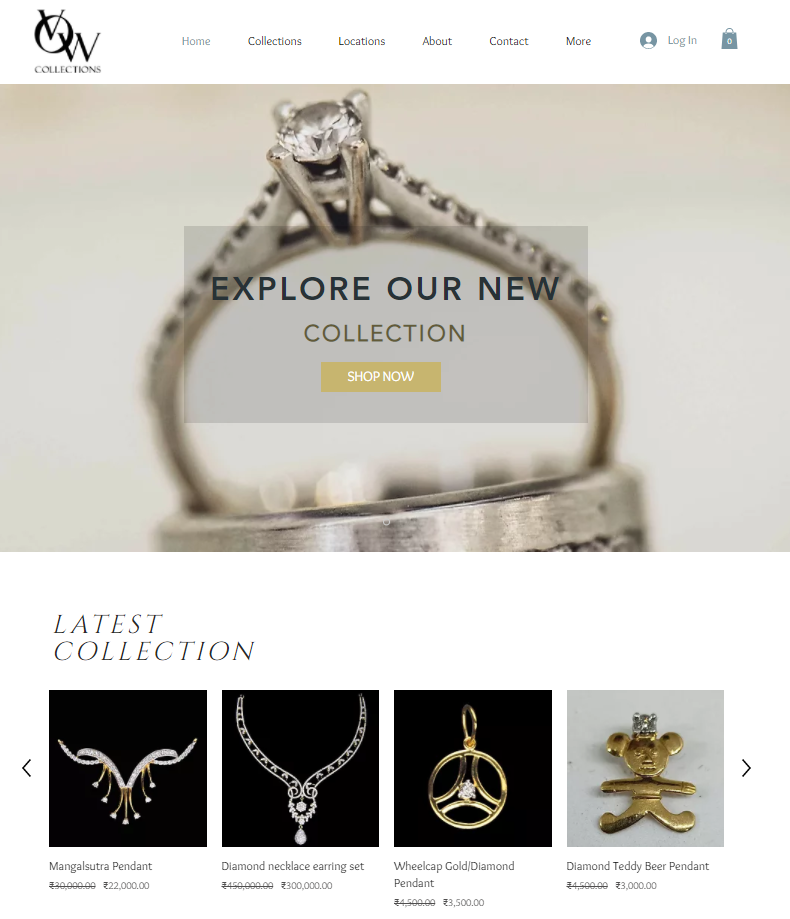 VOW
COLLECTIONS
Home Collections Locations About Contact More Log In 0
EXPLORE OUR NEW
COLLECTION
SHOP NOW
LATEST
COLLECTION
Mangalsutra Pendant
₹30,000.00 ₹22,000.00
Diamond necklace earring set
₹450,000.00 ₹300,000.00
Wheelcap Gold/Diamond
Pendant
₹4,500.00 ₹3,500.00
Diamond Teddy Beer Pendant
₹4,500.00 ₹3,000.00